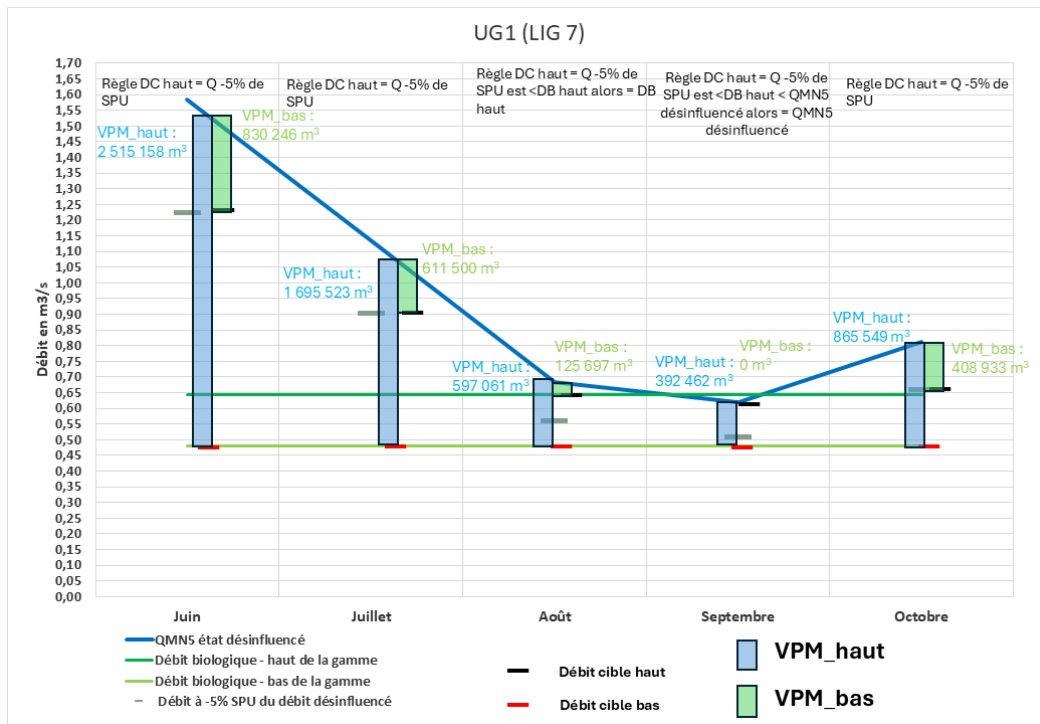 UG1 (LIG 7)
Débit en m3/s
1,70
1,65
1,60
1,55
1,50
1,45
1,40
1,35
1,30
1,25
1,20
1,15
1,10
1,05
1,00
0,95
0,90
0,85
0,80
0,75
0,70
0,65
0,60
0,55
0,50
0,45
0,40
0,35
0,30
0,25
0,20
0,15
0,10
0,05
0,00
Règle DC haut = Q -5% de
SPU
VPM_haut :
2 515 158 m³
VPM_bas :
830 246 m³
Règle DC haut = Q -5% de
SPU
VPM_haut :
1 695 523 m³
VPM_bas :
611 500 m³
Règle DC haut = Q -5% de
SPU est <DB haut alors = DB
haut
VPM_haut :
597 061 m³
VPM_bas :
125 697 m³
Règle DC haut = Q -5% de
SPU est <DB haut < QMN5
désinfluencé alors = QMN5
désinfluencé
VPM_haut :
392 462 m³
VPM_bas :
0 m³
Règle DC haut = Q -5% de
SPU
VPM_haut :
865 549 m³
VPM_bas :
408 933 m³
Juin
Juillet
Août
Septembre
Octobre
QMN5 état désinfluencé
Débit biologique - haut de la gamme
Débit biologique - bas de la gamme
Débit à -5% SPU du débit désinfluencé
Débit cible haut
Débit cible bas
VPM_haut
VPM_bas